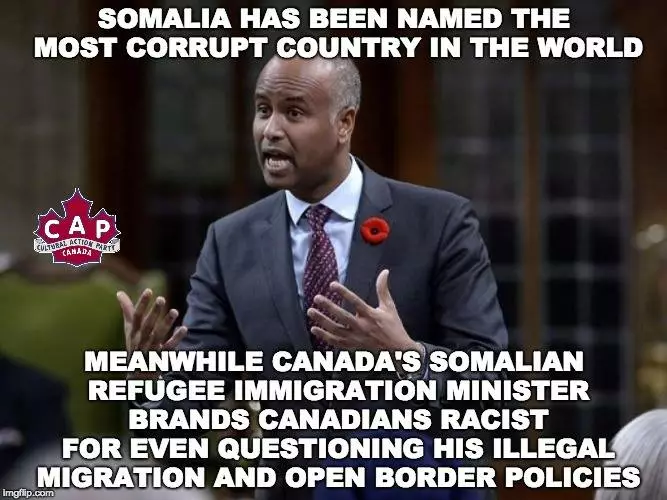 SOMALIA HAS BEEN NAMED THE
MOST CORRUPT COUNTRY IN THE WORLD
C A P
CULTURAL ACTION PARTY
CANADA
MEANWHILE CANADA'S SOMALIAN
REFUGEE IMMIGRATION MINISTER
BRANDS CANADIANS RACIST
FOR EVEN QUESTIONING HIS ILLEGAL
MIGRATION AND OPEN BORDER POLICIES
imgflip.com